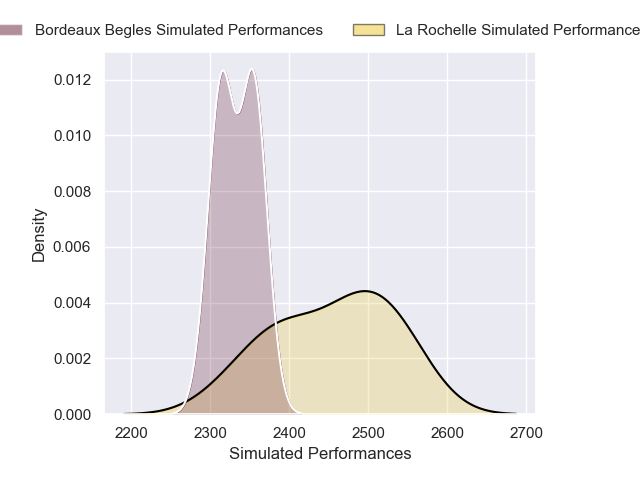 Bordeaux Begles Simulated Performances
La Rochelle Simulated Performance
0.012
0.010
0.008
0.006
0.004
0.002
0.000
Density
2200 2300 2400 2500 2600 2700
Simulated Performances